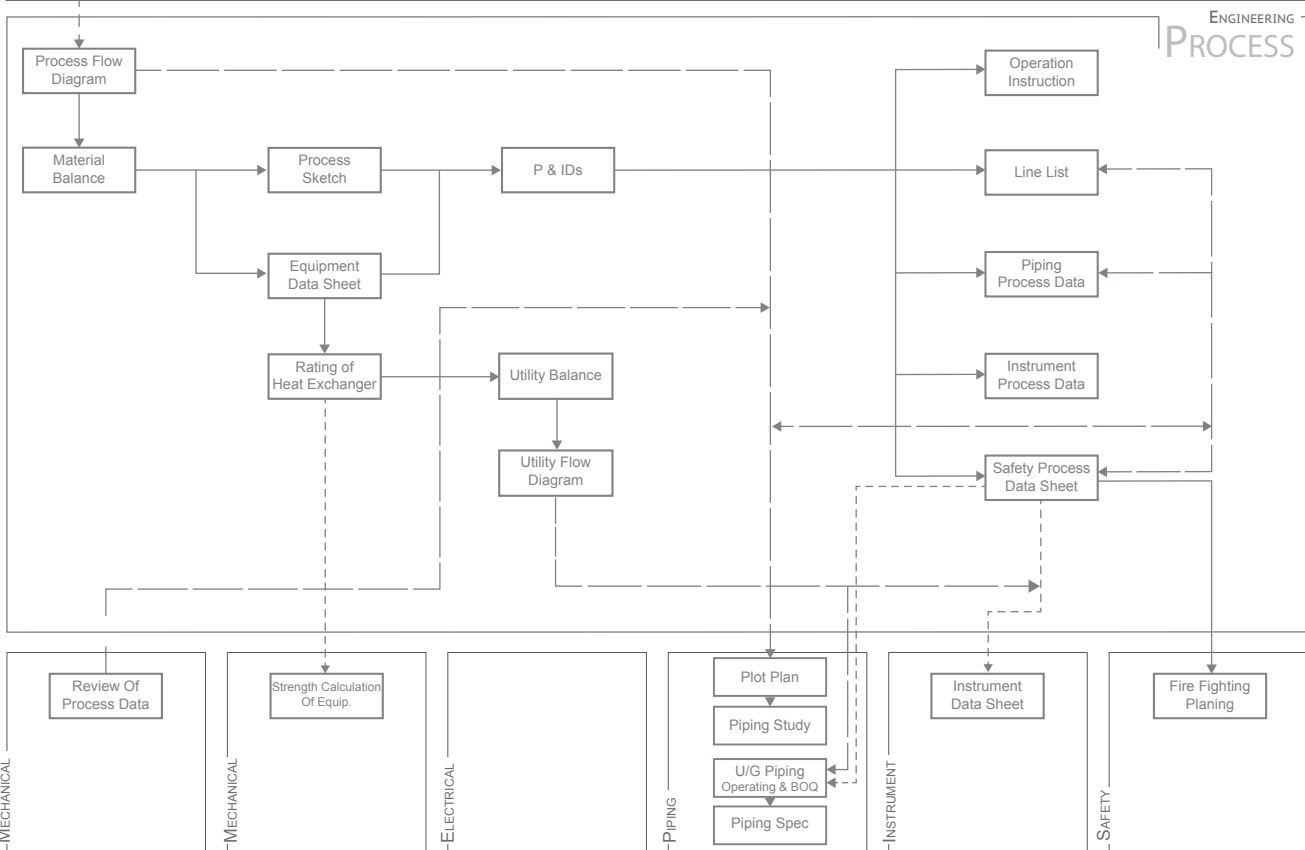 ENGINEERING
PROCESS
Process Flow
Diagram
Operation
Instruction
Material
Balance
Process
Sketch
P & IDs
Line List
Equipment
Data Sheet
Piping
Process Data
Rating of
Heat Exchanger
Utility Balance
Instrument
Process Data
Utility Flow
Diagram
Safety Process
Data Sheet
MECHANICAL
Review Of
Process Data
MECHANICAL
Strength Calculation
Of Equip.
ELECTRICAL
PIPING
Plot Plan
Piping Study
U/G Piping
Operating & BOQ
Piping Spec
INSTRUMENT
Instrument
Data Sheet
SAFETY
Fire Fighting
Planing